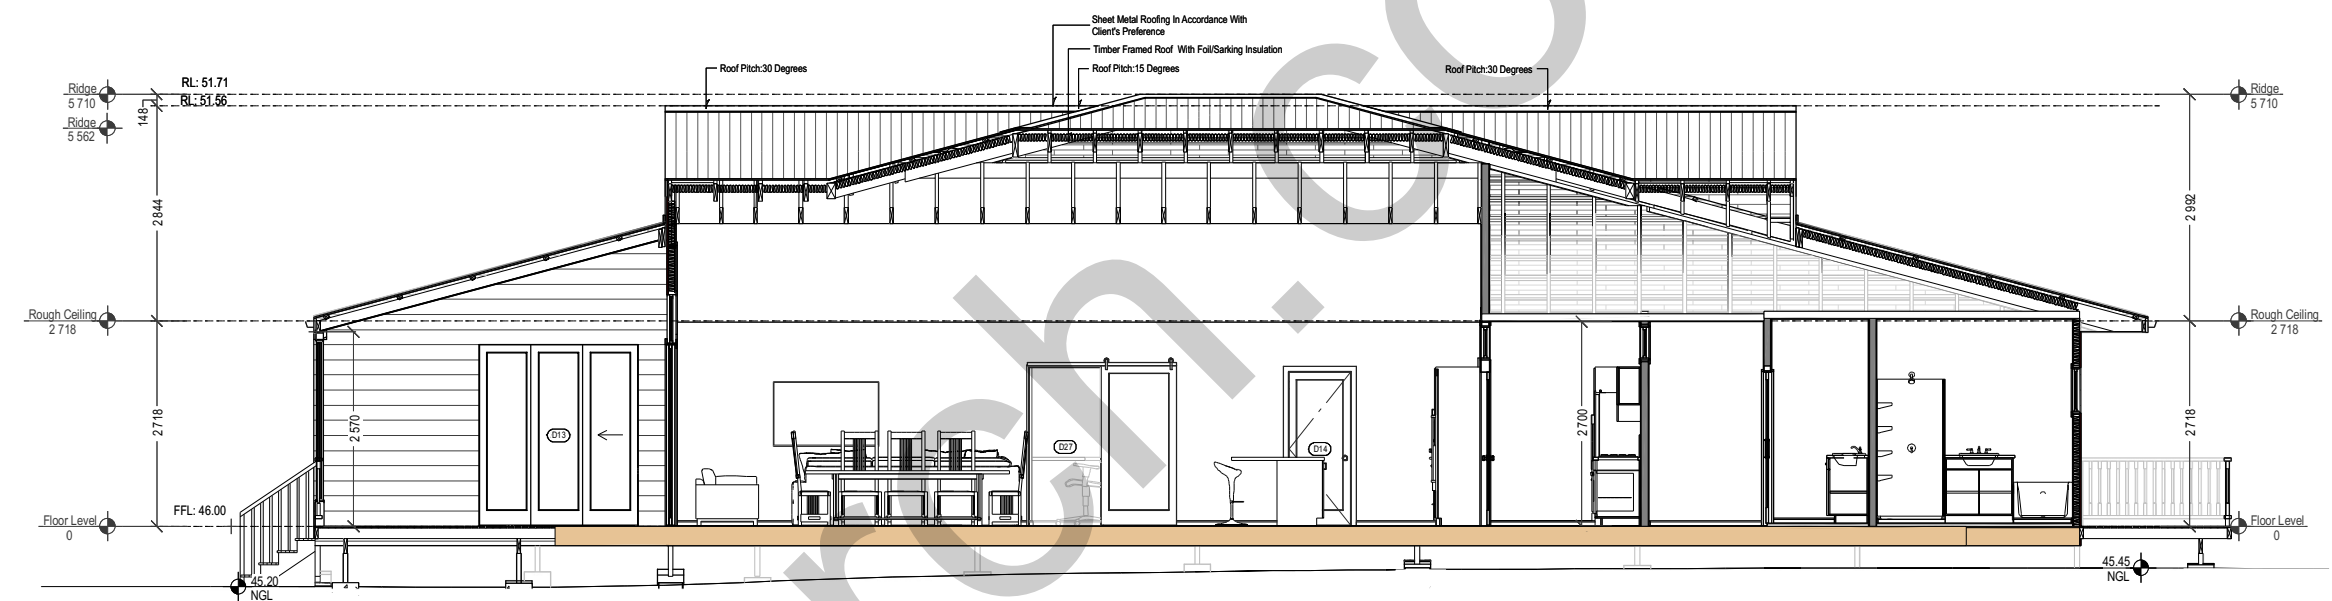 Sheet Metal Roofing In Accordance With
Client's Preference
Timber Framed Roof With Foil/Sarking Insulation
Roof Pitch:30 Degrees
Roof Pitch:15 Degrees
Roof Pitch:30 Degrees
Ridge
5 710
RL: 51.71
RL: 51.56
148
Ridge
5 562
Ridge
5 710
2 844
2 992
Rough Ceiling
2 718
Rough Ceiling
2 718
2 718
2 570
D13
D27
D14
2 700
2 718
FFL: 46.00
Floor Level
0
Floor Level
0
45.20
NGL
45.45
NGL
rch.co